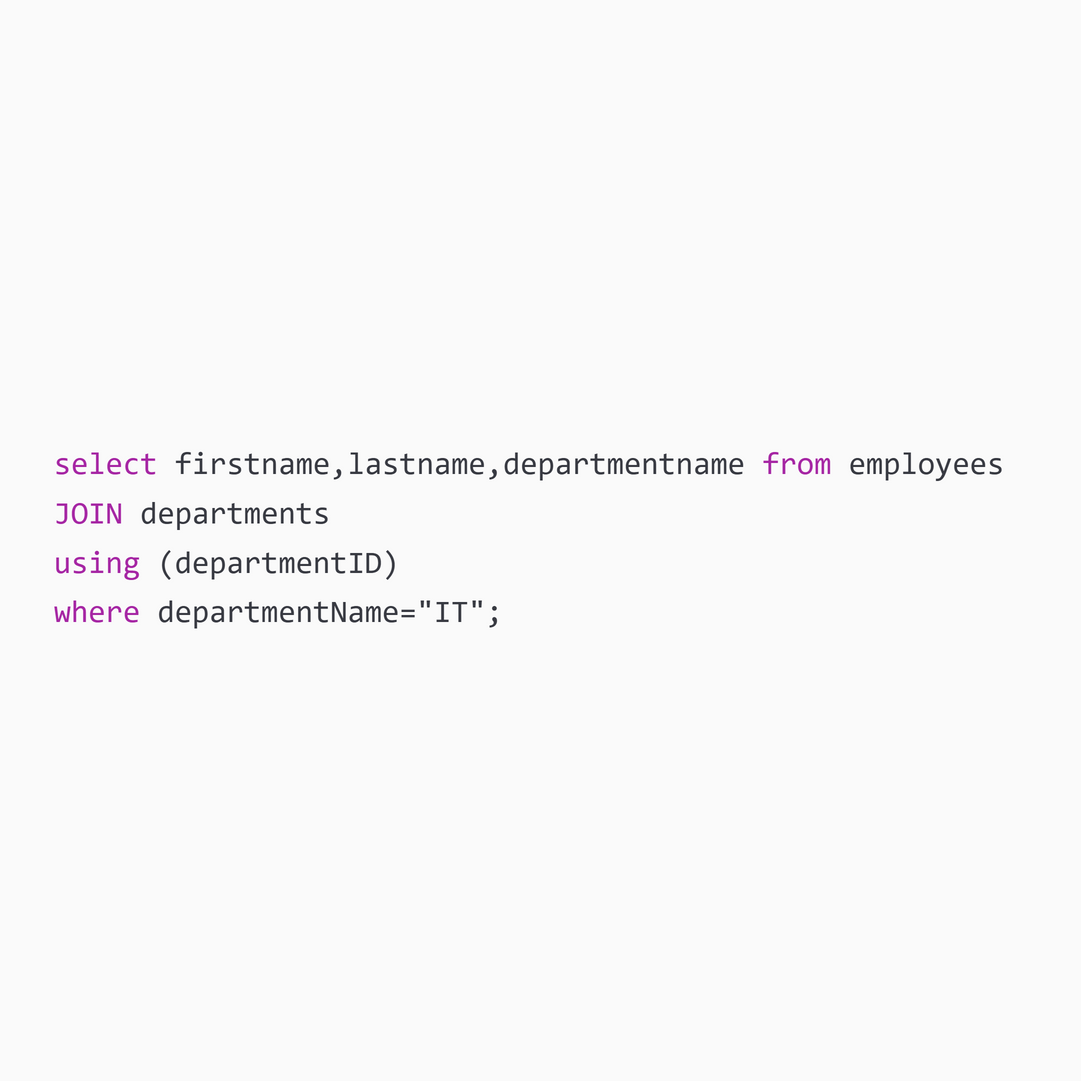 select firstname,lastname,departmentname from employees
JOIN departments
using (departmentID)
where departmentName="IT";